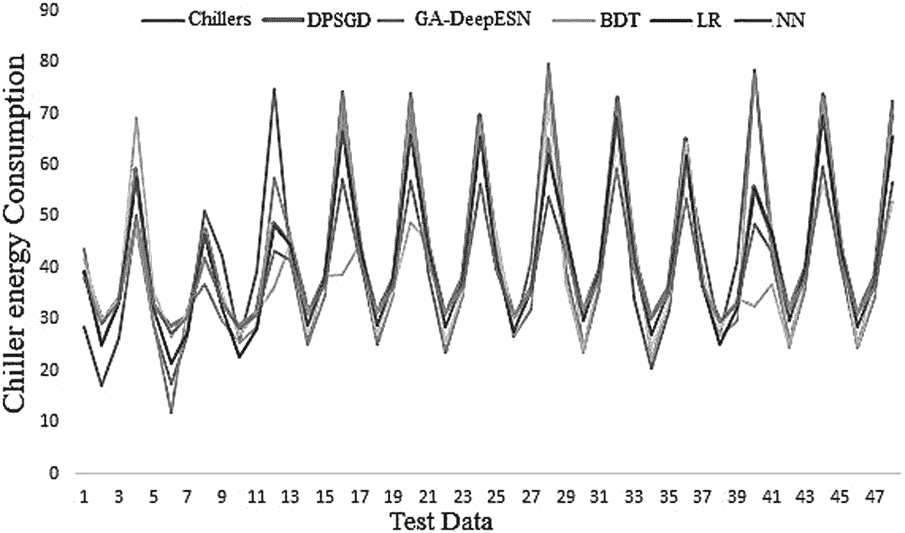 Chillers DPSGD GA-DeepESN BDT LR NN
90
80
70
60
50
40
30
20
10
0
Chiller energy Consumption
1 3 5 7 9 11 13 15 17 19 21 23 25 27 29 31 33 35 37 39 41 43 45 47
Test Data